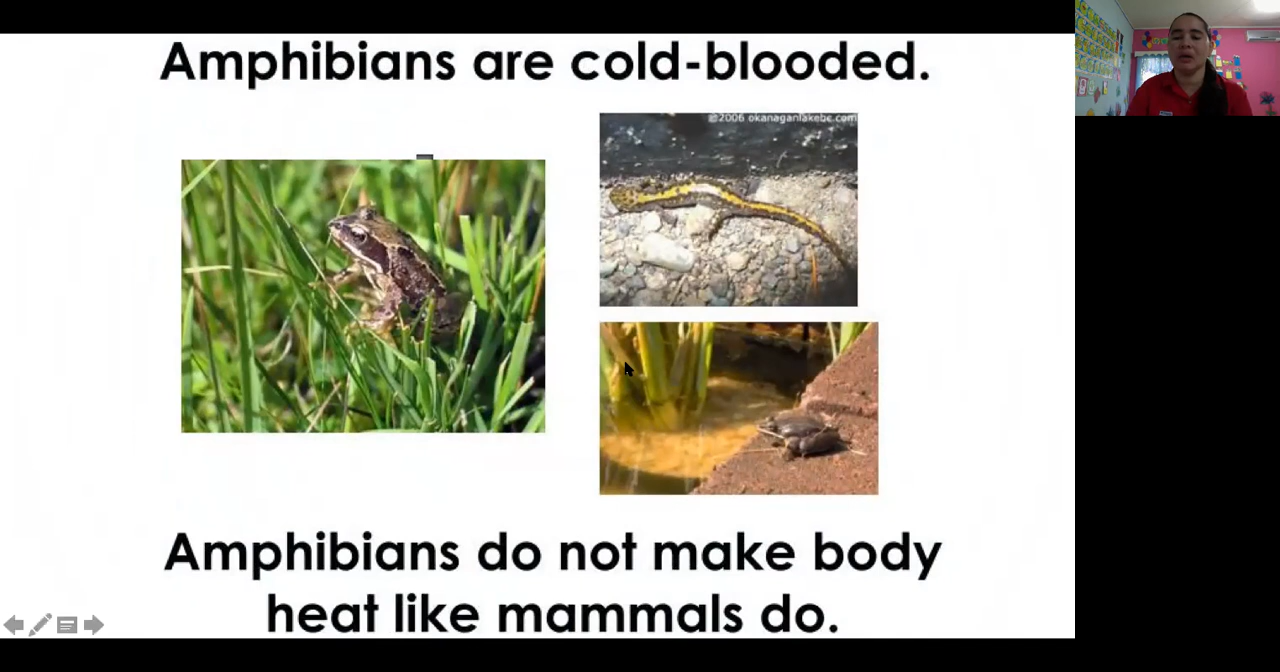 Amphibians are cold-blooded.
©2006 okanaganlakebc.com
Amphibians do not make body
heat like mammals do.